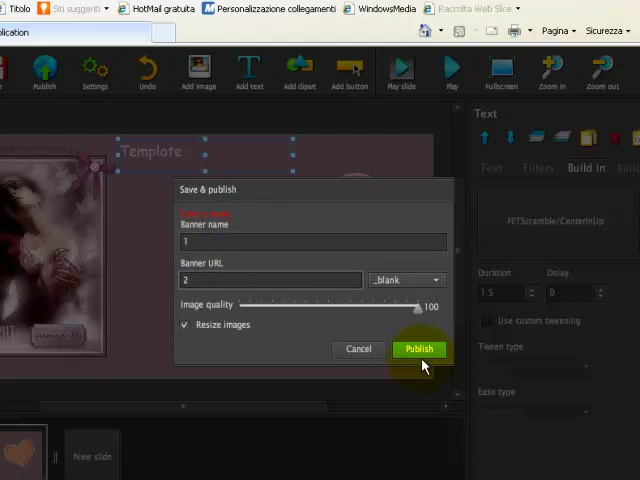 Titolo Siti suggeriti HotMail gratuita Personalizzazione collegamenti WindowsMedia Raccolta Web Slice
Pagina Sicurezza
Publish Settings Undo Add image Add text Add clipart Add button Play slide Play Fullscreen Zoom in Zoom out
Text
Template
Text Filters Build in
Save & publish
Banner name
1
FETScramble/CenterInUp
Banner URL
2 _blank
Duration Delay
1.5 0
Image quality 100
Resize images
Use custom tweening
Tween type
Cancel Publish
Ease type
New slide